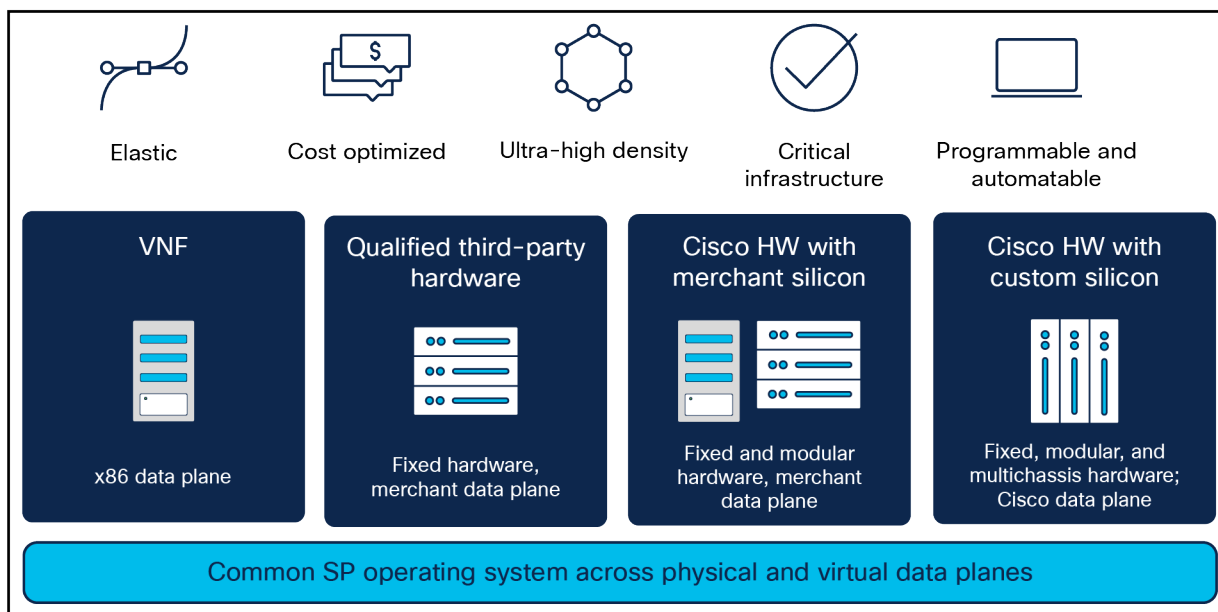 $
Elastic
Cost optimized
Ultra-high density
Critical
infrastructure
Programmable and
automatable
VNF
x86 data plane
Qualified third-party
hardware
Fixed hardware,
merchant data plane
Cisco HW with
merchant silicon
Fixed and modular
hardware, merchant
data plane
Cisco HW with
custom silicon
Fixed, modular, and
multichassis hardware;
Cisco data plane
Common SP operating system across physical and virtual data planes